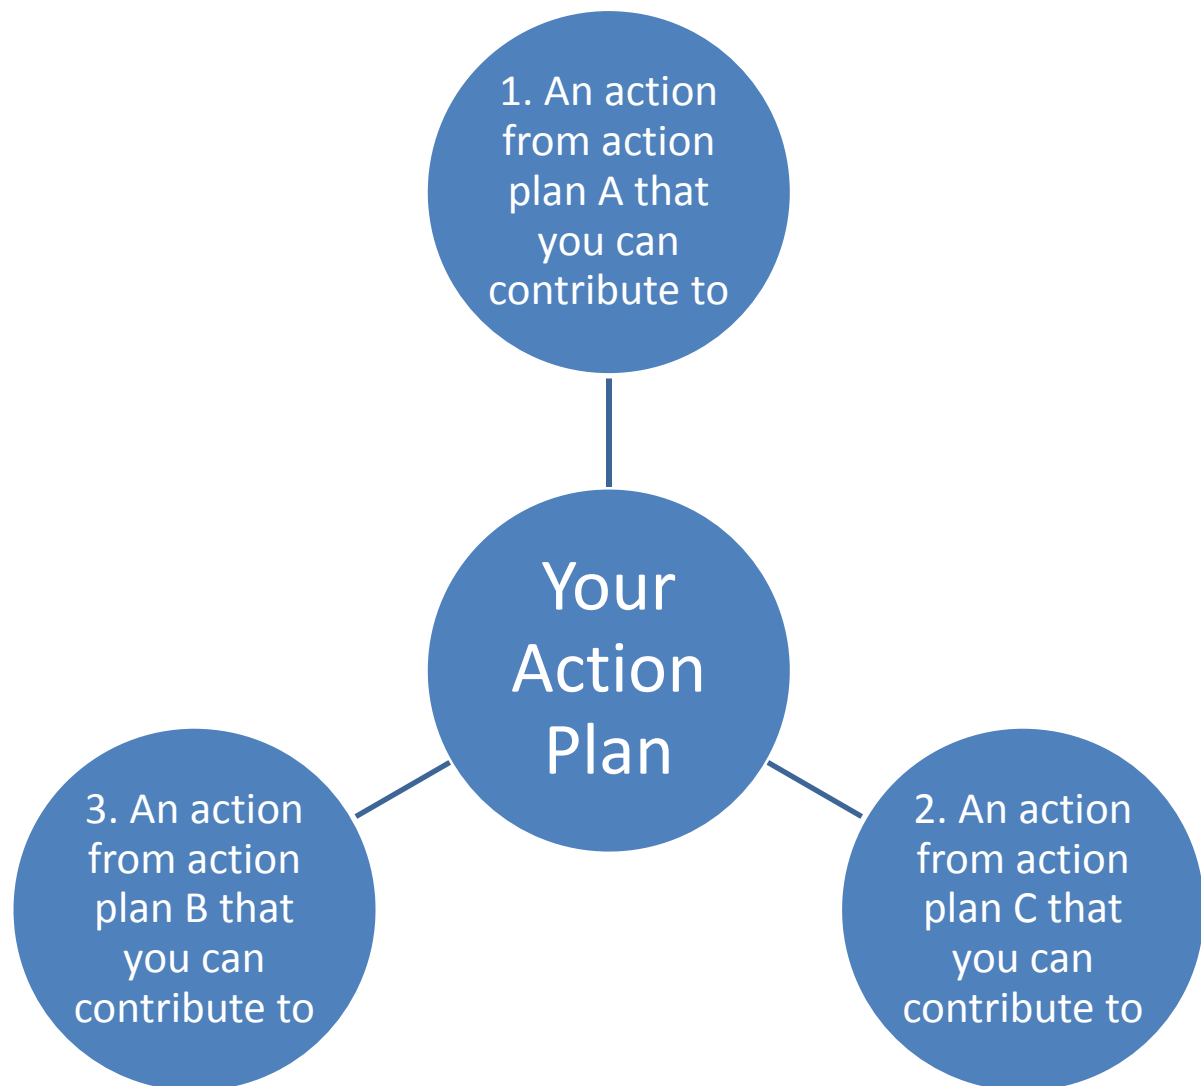 1. An action
from action
plan A that
you can
contribute to
Your
Action
Plan
3. An action
from action
plan B that
you can
contribute to
2. An action
from action
plan C that
you can
contribute to